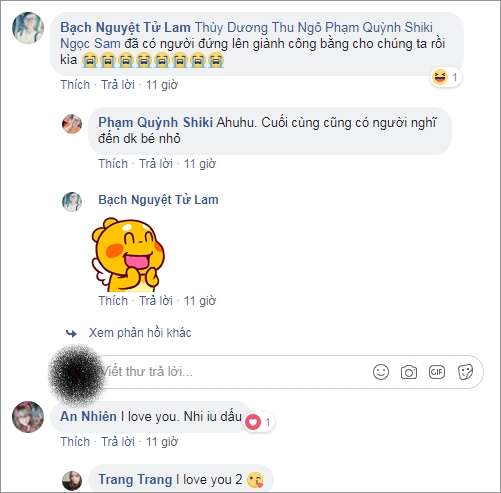 Bạch Nguyệt Tử Lam Thủy Dương Thu Ngô Phạm Quỳnh Shiki
Ngọc Sam đã có người đứng lên giành công bằng cho chúng ta rồi
kìa 😭😭😭😭😭😭😭😭
1
Thích · Trả lời · 11 giờ
Phạm Quỳnh Shiki Ahuhu. Cuối cùng cũng có người nghĩ
đến dk bé nhỏ
Thích · Trả lời · 11 giờ
Bạch Nguyệt Tử Lam
Thích · Trả lời · 11 giờ
Xem phản hồi khác
Viết thư trả lời...
GIF
An Nhiên I love you. Nhi iu dấu
1
Thích · Trả lời · 11 giờ
Trang Trang I love you 2 😘